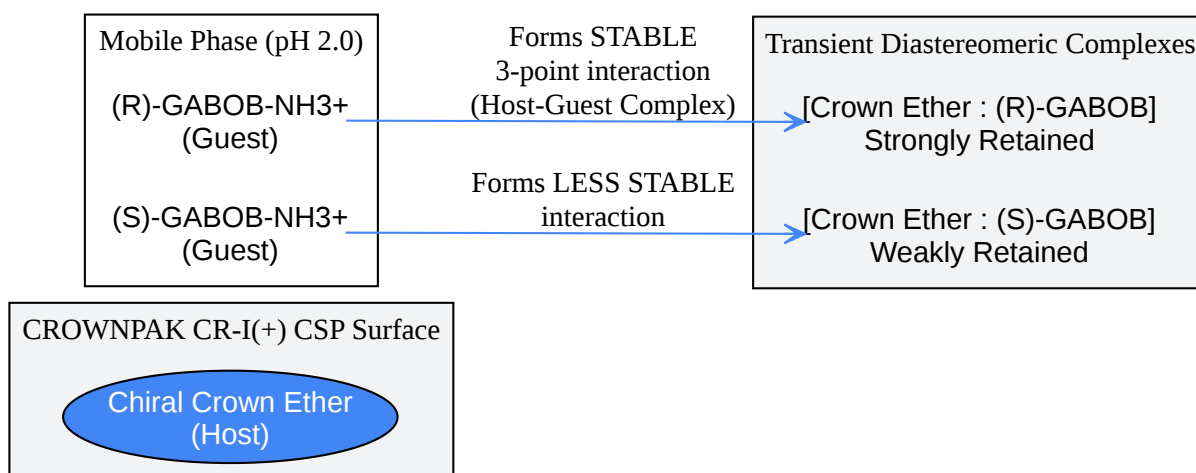 Mobile Phase (pH 2.0)
(R)-GABOB-NH3+
(Guest)
(S)-GABOB-NH3+
(Guest)
Forms STABLE
3-point interaction
(Host-Guest Complex)
Forms LESS STABLE
interaction
Transient Diastereomeric Complexes
[Crown Ether : (R)-GABOB]
Strongly Retained
[Crown Ether : (S)-GABOB]
Weakly Retained
CROWNPAK CR-I(+) CSP Surface
Chiral Crown Ether
(Host)